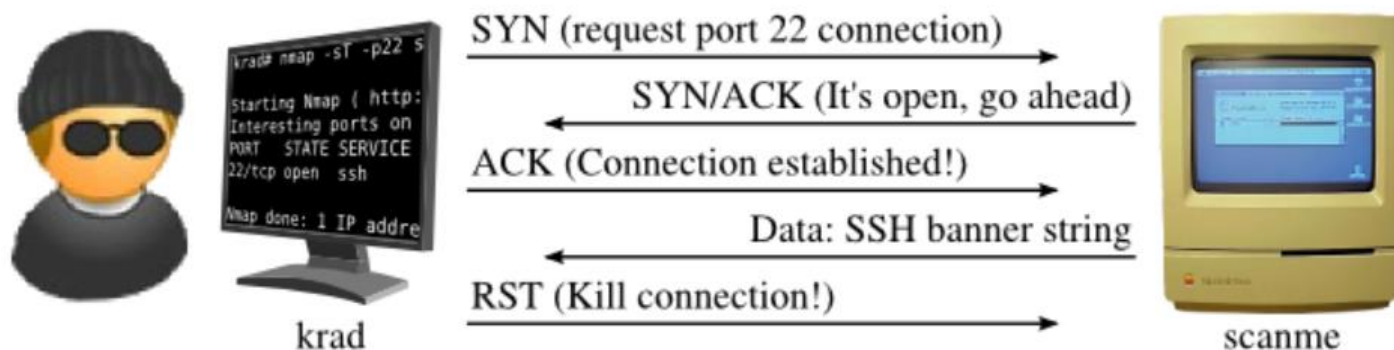 krad# nmap -sT -p22 s
Starting Nmap ( http:
Interesting ports on
PORT STATE SERVICE
22/tcp open ssh
Nmap done: 1 IP addre
krad
SYN (request port 22 connection)
SYN/ACK (It's open, go ahead)
ACK (Connection established!)
Data: SSH banner string
RST (Kill connection!)
scanme